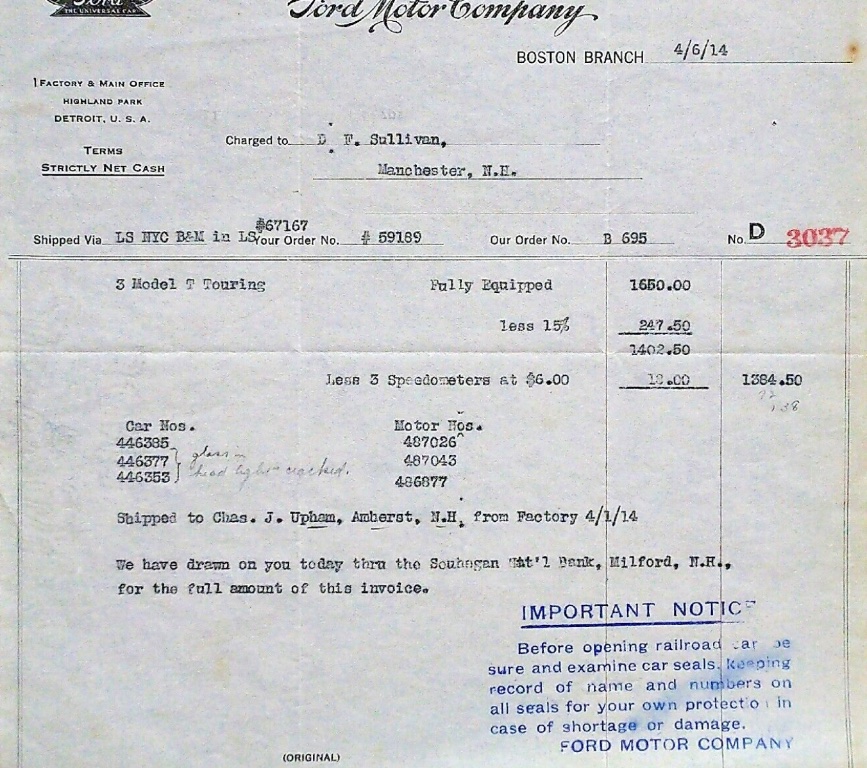 Ford
THE UNIVERSAL CAR
Ford Motor Company
BOSTON BRANCH 4/6/14
FACTORY & MAIN OFFICE
HIGHLAND PARK
DETROIT, U. S. A.
TERMS
STRICTLY NET CASH
Charged to D. F. Sullivan,
Manchester, N.H.
#67167
Shipped Via LS NYC B&M in LS Your Order No. # 59189 Our Order No. B 695 No. D 3037
3 Model T Touring Fully Equipped 1650.00
less 15% 247.50
1402.50
Less 3 Speedometers at $6.00 18.00 1384.50
Car Nos. Motor Nos.
446385 487026
446377 487043
446353 486877
glass in
head light cracked.
Shipped to Chas. J. Upham, Amherst, N.H. from Factory 4/1/14
We have drawn on you today thru the Souhegan Nat'l Bank, Milford, N.H.,
for the full amount of this invoice.
IMPORTANT NOTICE
Before opening railroad car be
sure and examine car seals, keeping
record of name and numbers on
all seals for your own protection in
case of shortage or damage.
FORD MOTOR COMPANY
(ORIGINAL)